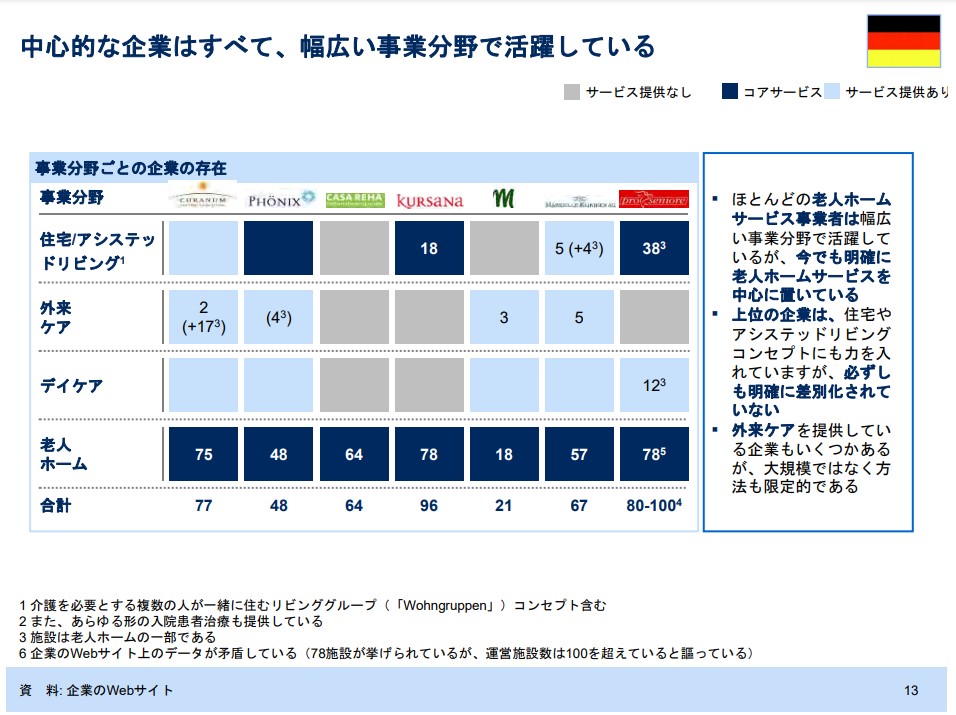 中心的な企業はすべて、幅広い事業分野で活躍している
サービス提供なし コアサービス サービス提供あり
事業分野ごとの企業の存在
事業分野 CURANUM PHÖNIX CASA REHA KURSANA M MARSEILLE-KLINIKEN AG pro Seniore
住宅/アシステッ
ドリビング¹ 18 5 (+4³) 38³
外来
ケア 2
(+17³) (4³) 3 5
デイケア 12³
老人
ホーム 75 48 64 78 18 57 78⁵
合計 77 48 64 96 21 67 80-100⁴
▪ ほとんどの老人ホーム
サービス事業者は幅広
い事業分野で活躍して
いるが、今でも明確に
老人ホームサービスを
中心に置いている
▪ 上位の企業は、住宅や
アシステッドリビング
コンセプトにも力を入
れていますが、必ずし
も明確に差別化されて
いない
▪ 外来ケアを提供してい
る企業もいくつかある
が、大規模ではなく方
法も限定的である
1 介護を必要とする複数の人が一緒に住むリビンググループ（「Wohngruppen」）コンセプト含む
2 また、あらゆる形の入院患者治療も提供している
3 施設は老人ホームの一部である
6 企業のWebサイト上のデータが矛盾している（78施設が挙げられているが、運営施設数は100を超えていると謳っている）
資　料: 企業のWebサイト 13